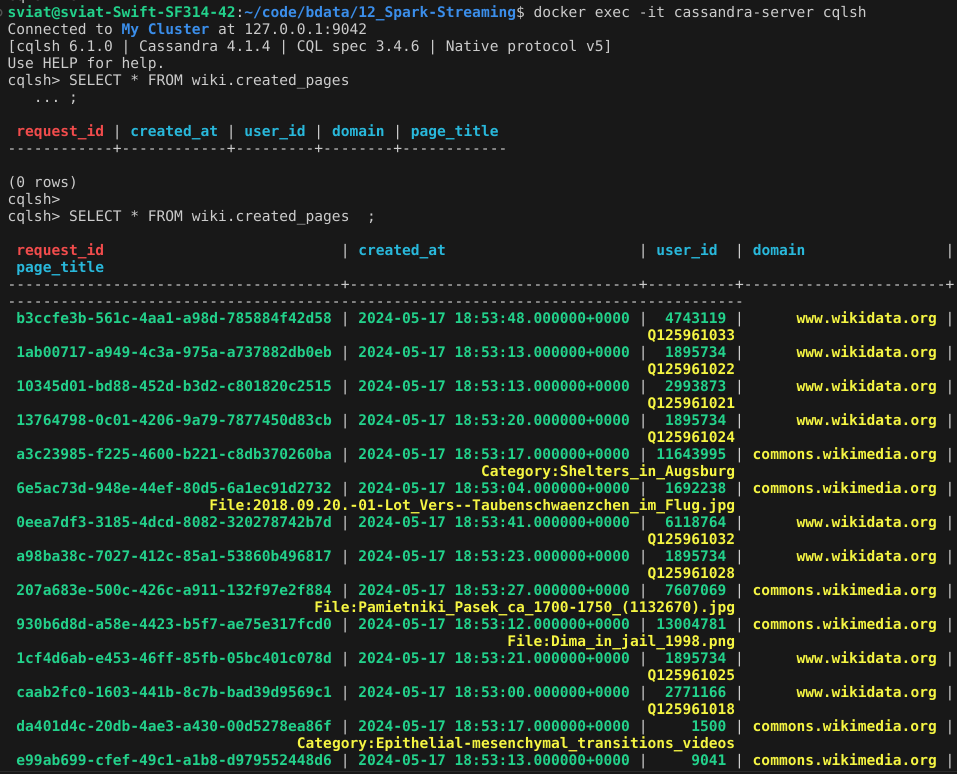 sviat@sviat-Swift-SF314-42:~/code/bdata/12_Spark-Streaming$ docker exec -it cassandra-server cqlsh
Connected to My Cluster at 127.0.0.1:9042
[cqlsh 6.1.0 | Cassandra 4.1.4 | CQL spec 3.4.6 | Native protocol v5]
Use HELP for help.
cqlsh> SELECT * FROM wiki.created_pages
   ... ;
 request_id | created_at | user_id | domain | page_title
------------+------------+---------+--------+------------
(0 rows)
cqlsh>
cqlsh> SELECT * FROM wiki.created_pages  ;
 request_id                           | created_at                      | user_id  | domain                |
 page_title
--------------------------------------+---------------------------------+----------+-----------------------+
------------------------------------------------------------------------------------
 b3ccfe3b-561c-4aa1-a98d-785884f42d58 | 2024-05-17 18:53:48.000000+0000 |  4743119 |      www.wikidata.org |
Q125961033
 1ab00717-a949-4c3a-975a-a737882db0eb | 2024-05-17 18:53:13.000000+0000 |  1895734 |      www.wikidata.org |
Q125961022
 10345d01-bd88-452d-b3d2-c801820c2515 | 2024-05-17 18:53:13.000000+0000 |  2993873 |      www.wikidata.org |
Q125961021
 13764798-0c01-4206-9a79-7877450d83cb | 2024-05-17 18:53:20.000000+0000 |  1895734 |      www.wikidata.org |
Q125961024
 a3c23985-f225-4600-b221-c8db370260ba | 2024-05-17 18:53:17.000000+0000 | 11643995 | commons.wikimedia.org |
Category:Shelters_in_Augsburg
 6e5ac73d-948e-44ef-80d5-6a1ec91d2732 | 2024-05-17 18:53:04.000000+0000 |  1692238 | commons.wikimedia.org |
File:2018.09.20.-01-Lot_Vers--Taubenschwaenzchen_im_Flug.jpg
 0eea7df3-3185-4dcd-8082-320278742b7d | 2024-05-17 18:53:41.000000+0000 |  6118764 |      www.wikidata.org |
Q125961032
 a98ba38c-7027-412c-85a1-53860b496817 | 2024-05-17 18:53:23.000000+0000 |  1895734 |      www.wikidata.org |
Q125961028
 207a683e-500c-426c-a911-132f97e2f884 | 2024-05-17 18:53:27.000000+0000 |  7607069 | commons.wikimedia.org |
File:Pamietniki_Pasek_ca_1700-1750_(1132670).jpg
 930b6d8d-a58e-4423-b5f7-ae75e317fcd0 | 2024-05-17 18:53:12.000000+0000 | 13004781 | commons.wikimedia.org |
File:Dima_in_jail_1998.png
 1cf4d6ab-e453-46ff-85fb-05bc401c078d | 2024-05-17 18:53:21.000000+0000 |  1895734 |      www.wikidata.org |
Q125961025
 caab2fc0-1603-441b-8c7b-bad39d9569c1 | 2024-05-17 18:53:00.000000+0000 |  2771166 |      www.wikidata.org |
Q125961018
 da401d4c-20db-4ae3-a430-00d5278ea86f | 2024-05-17 18:53:17.000000+0000 |     1500 | commons.wikimedia.org |
Category:Epithelial-mesenchymal_transitions_videos
 e99ab699-cfef-49c1-a1b8-d979552448d6 | 2024-05-17 18:53:13.000000+0000 |     9041 | commons.wikimedia.org |